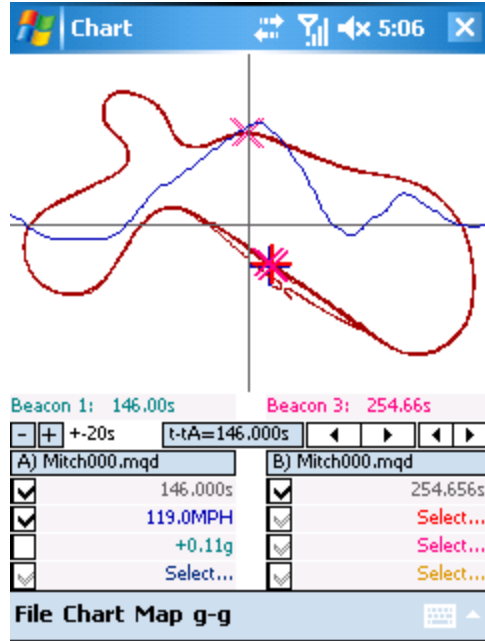 Chart 5:06
Beacon 1: 146.00s Beacon 3: 254.66s
- + +-20s t-tA=146.000s
A) Mitch000.mqd B) Mitch000.mqd
146.000s 254.656s
119.0MPH Select...
+0.11g Select...
Select... Select...
File Chart Map g-g